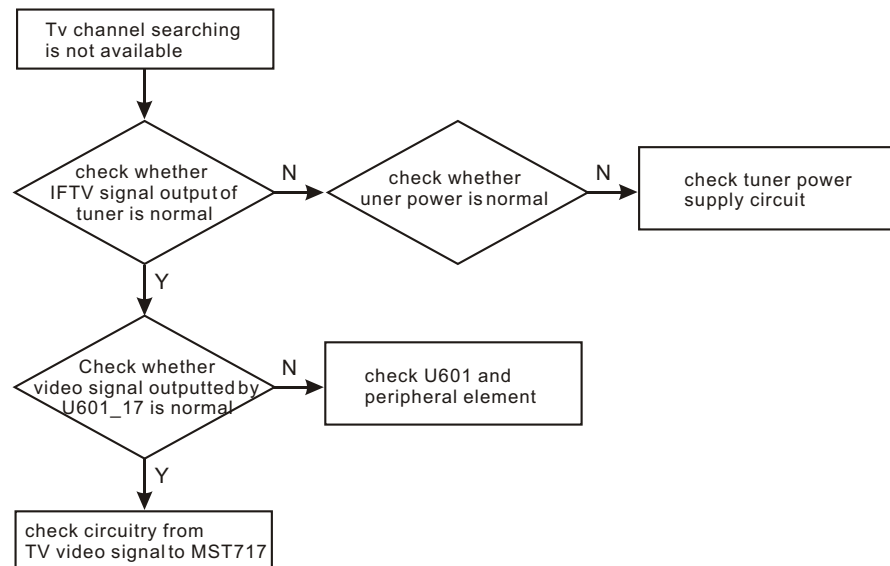 Tv channel searching
is not available
check whether
IFTV signal output of
tuner is normal
N
check whether
uner power is normal
N
check tuner power
supply circuit
Y
Check whether
video signal outputted by
U601_17 is normal
N
check U601 and
peripheral element
Y
check circuitry from
TV video signal to MST717